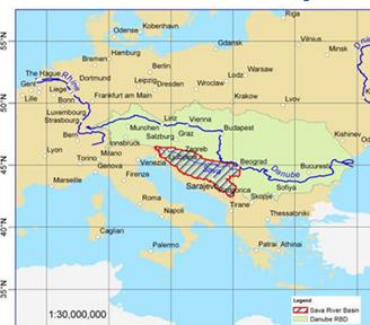 Riga
55°N
Kobenhavn
Odense
Vilnius
Gdansk
Minsk
Hamburg
Bremen
Berlin
Warsaw
The Hague
Rhine
Dortmund
Leipzig
Wroclaw
Lodz
Liege
Dresden
50°N
Lille
Bonn
Frankfurt am Main
Krakow
Lvov
Luxembourg
Strasbourg
Linz
Vienna
Munchen
Bern
Salzburg
Graz
Budapest
Kishinev
Innsbruck
Lyon
Milano
Zagreb
Torino
Venezia
Beograd
45°N
Genova
Danube
Bucuresti
Marseille
Firenze
Sarajevo
Sofiya
Roma
Skopje
Tirane
Napoli
Thessaloniki
40°N
Cagliari
Palermo
Patrai
Athinai
35°N
1:30,000,000
Legend
Sava River Basin
Danube RBD